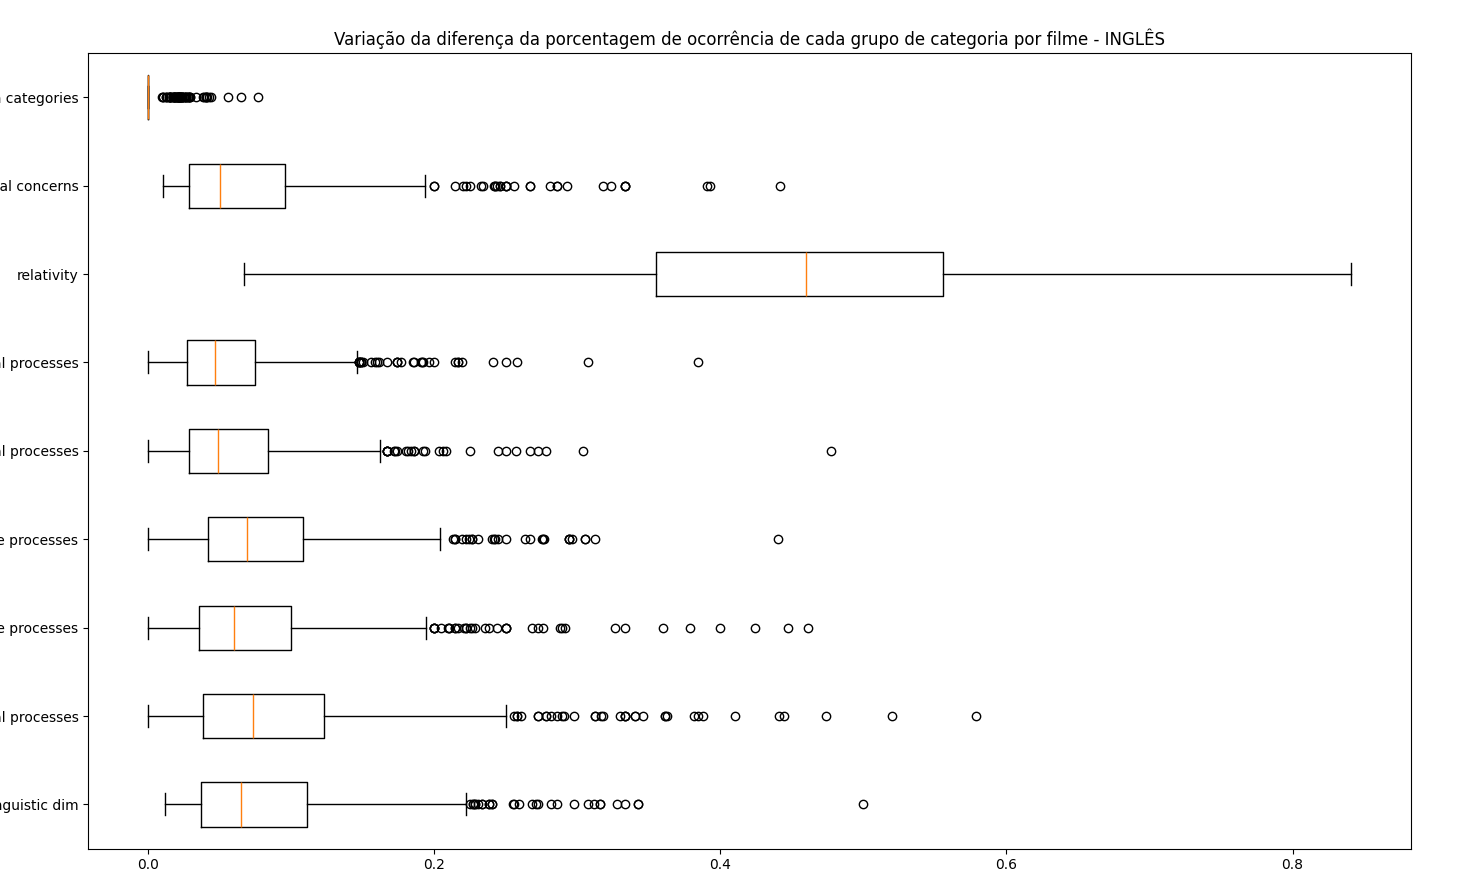 Variação da diferença da porcentagem de ocorrência de cada grupo de categoria por filme - INGLÊS
categories
al concerns
relativity
al processes
al processes
e processes
e processes
al processes
guistic dim
0.0 0.2 0.4 0.6 0.8